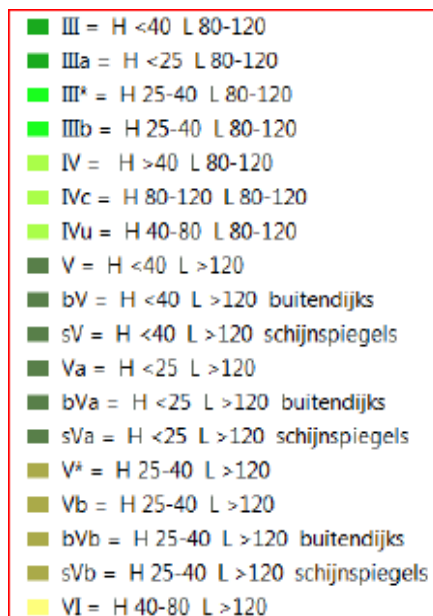 III = H <40 L 80-120
IIIa = H <25 L 80-120
III* = H 25-40 L 80-120
IIIb = H 25-40 L 80-120
IV = H >40 L 80-120
IVc = H 80-120 L 80-120
IVu = H 40-80 L 80-120
V = H <40 L >120
bV = H <40 L >120 buitendijks
sV = H <40 L >120 schijnspiegels
Va = H <25 L >120
bVa = H <25 L >120 buitendijks
sVa = H <25 L >120 schijnspiegels
V* = H 25-40 L >120
Vb = H 25-40 L >120
bVb = H 25-40 L >120 buitendijks
sVb = H 25-40 L >120 schijnspiegels
VI = H 40-80 L >120